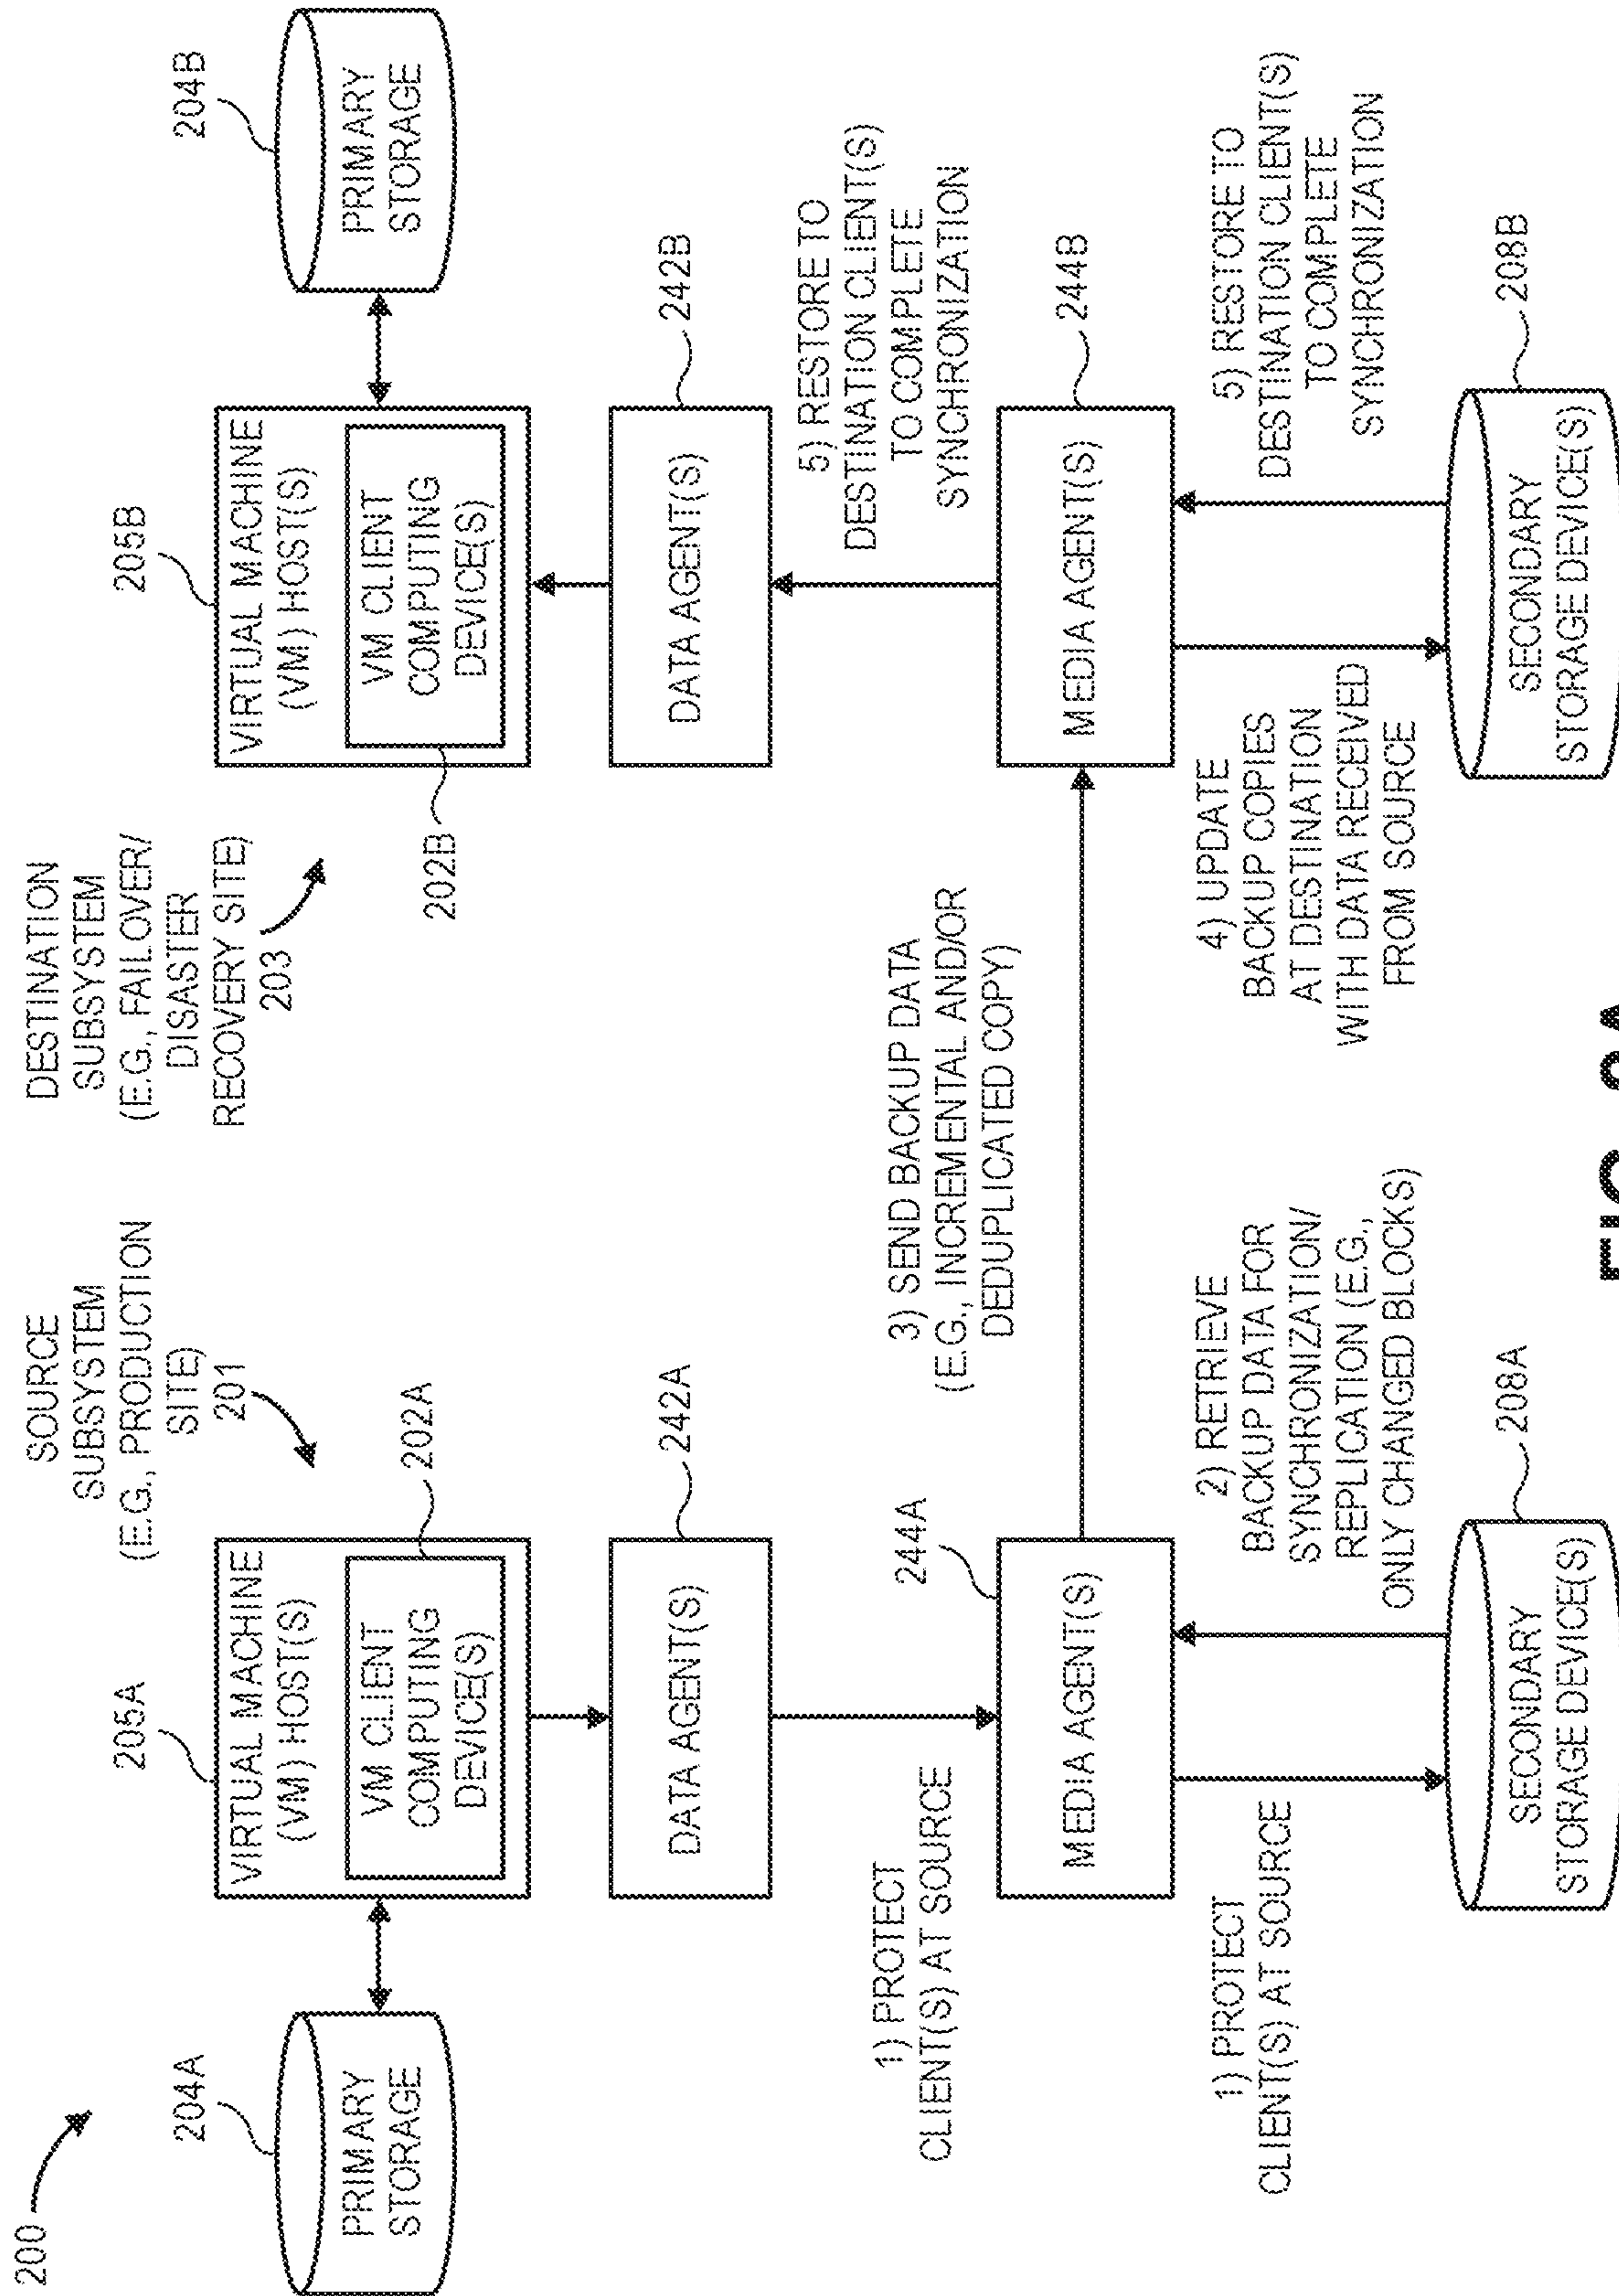 200
SOURCE
SUBSYSTEM
(E.G., PRODUCTION
SITE)
201
DESTINATION
SUBSYSTEM
(E.G., FAILOVER/
DISASTER
RECOVERY SITE)
203
204A
PRIMARY
STORAGE
205A
VIRTUAL MACHINE
(VM) HOST(S)
VM CLIENT
COMPUTING
DEVICE(S)
202A
202B
205B
VIRTUAL MACHINE
(VM) HOST(S)
VM CLIENT
COMPUTING
DEVICE(S)
204B
PRIMARY
STORAGE
DATA AGENT(S)
242A
DATA AGENT(S)
242B
1) PROTECT
CLIENT(S) AT SOURCE
3) SEND BACKUP DATA
(E.G., INCREMENTAL AND/OR
DEDUPLICATED COPY)
5) RESTORE TO
DESTINATION CLIENT(S)
TO COMPLETE
SYNCHRONIZATION
244A
MEDIA AGENT(S)
MEDIA AGENT(S)
244B
1) PROTECT
CLIENT(S) AT SOURCE
2) RETRIEVE
BACKUP DATA FOR
SYNCHRONIZATION/
REPLICATION (E.G.,
ONLY CHANGED BLOCKS)
4) UPDATE
BACKUP COPIES
AT DESTINATION
WITH DATA RECEIVED
FROM SOURCE
5) RESTORE TO
DESTINATION CLIENT(S)
TO COMPLETE
SYNCHRONIZATION
SECONDARY
STORAGE DEVICE(S)
208A
SECONDARY
STORAGE DEVICE(S)
208B